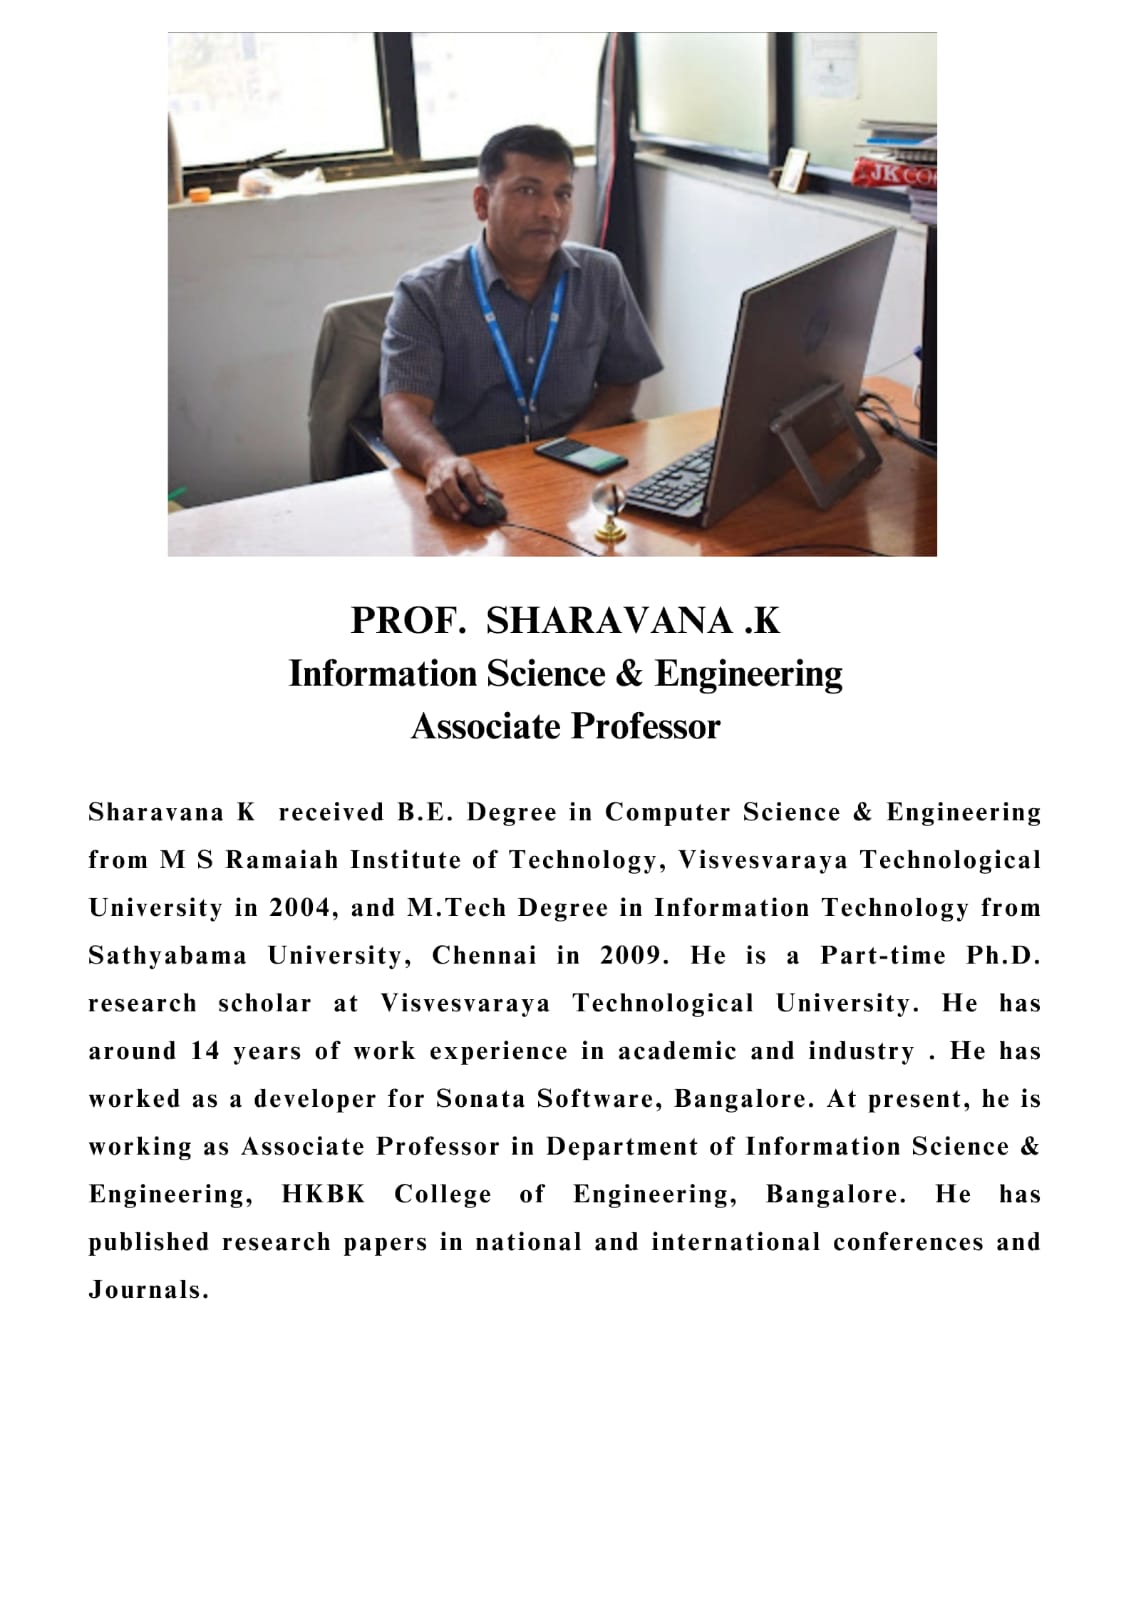 JK CO
PROF. SHARAVANA .K
Information Science & Engineering
Associate Professor
Sharavana K received B.E. Degree in Computer Science & Engineering
from M S Ramaiah Institute of Technology, Visvesvaraya Technological
University in 2004, and M.Tech Degree in Information Technology from
Sathyabama University, Chennai in 2009. He is a Part-time Ph.D.
research scholar at Visvesvaraya Technological University. He has
around 14 years of work experience in academic and industry . He has
worked as a developer for Sonata Software, Bangalore. At present, he is
working as Associate Professor in Department of Information Science &
Engineering, HKBK College of Engineering, Bangalore. He has
published research papers in national and international conferences and
Journals.